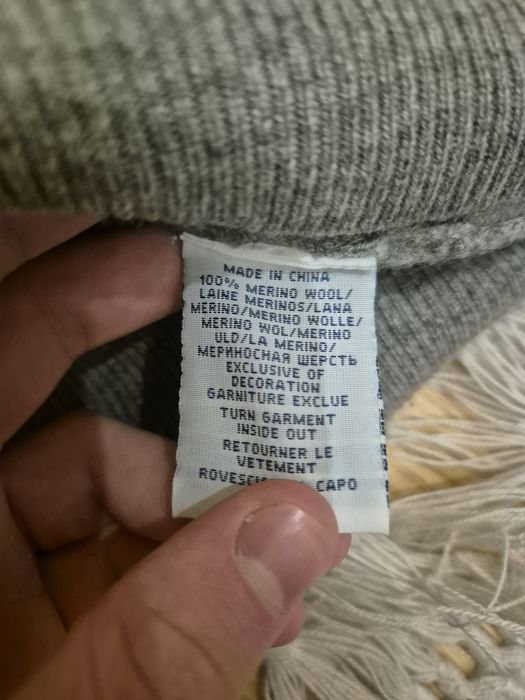 MADE IN CHINA
100% MERINO WOOL/
LAINE MERINOS/LANA
MERINO/MERINO WOLLE/
MERINO WOL/MERINO
ULD/LA MERINO/
МЕРИНОСНАЯ ШЕРСТЬ
EXCLUSIVE OF
DECORATION
GARNITURE EXCLUE
TURN GARMENT
INSIDE OUT
RETOURNER LE
VETEMENT
CAPO